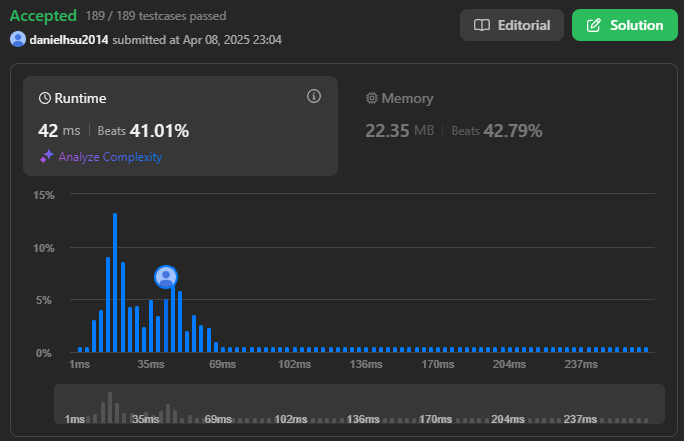 Accepted 189 / 189 testcases passed
danielhsu2014 submitted at Apr 08, 2025 23:04
Editorial
Solution
Runtime
42 ms | Beats 41.01%
Analyze Complexity
Memory
22.35 MB | Beats 42.79%
15%
10%
5%
0%
1ms 35ms 69ms 102ms 136ms 170ms 204ms 237ms
1ms 35ms 69ms 102ms 136ms 170ms 204ms 237ms